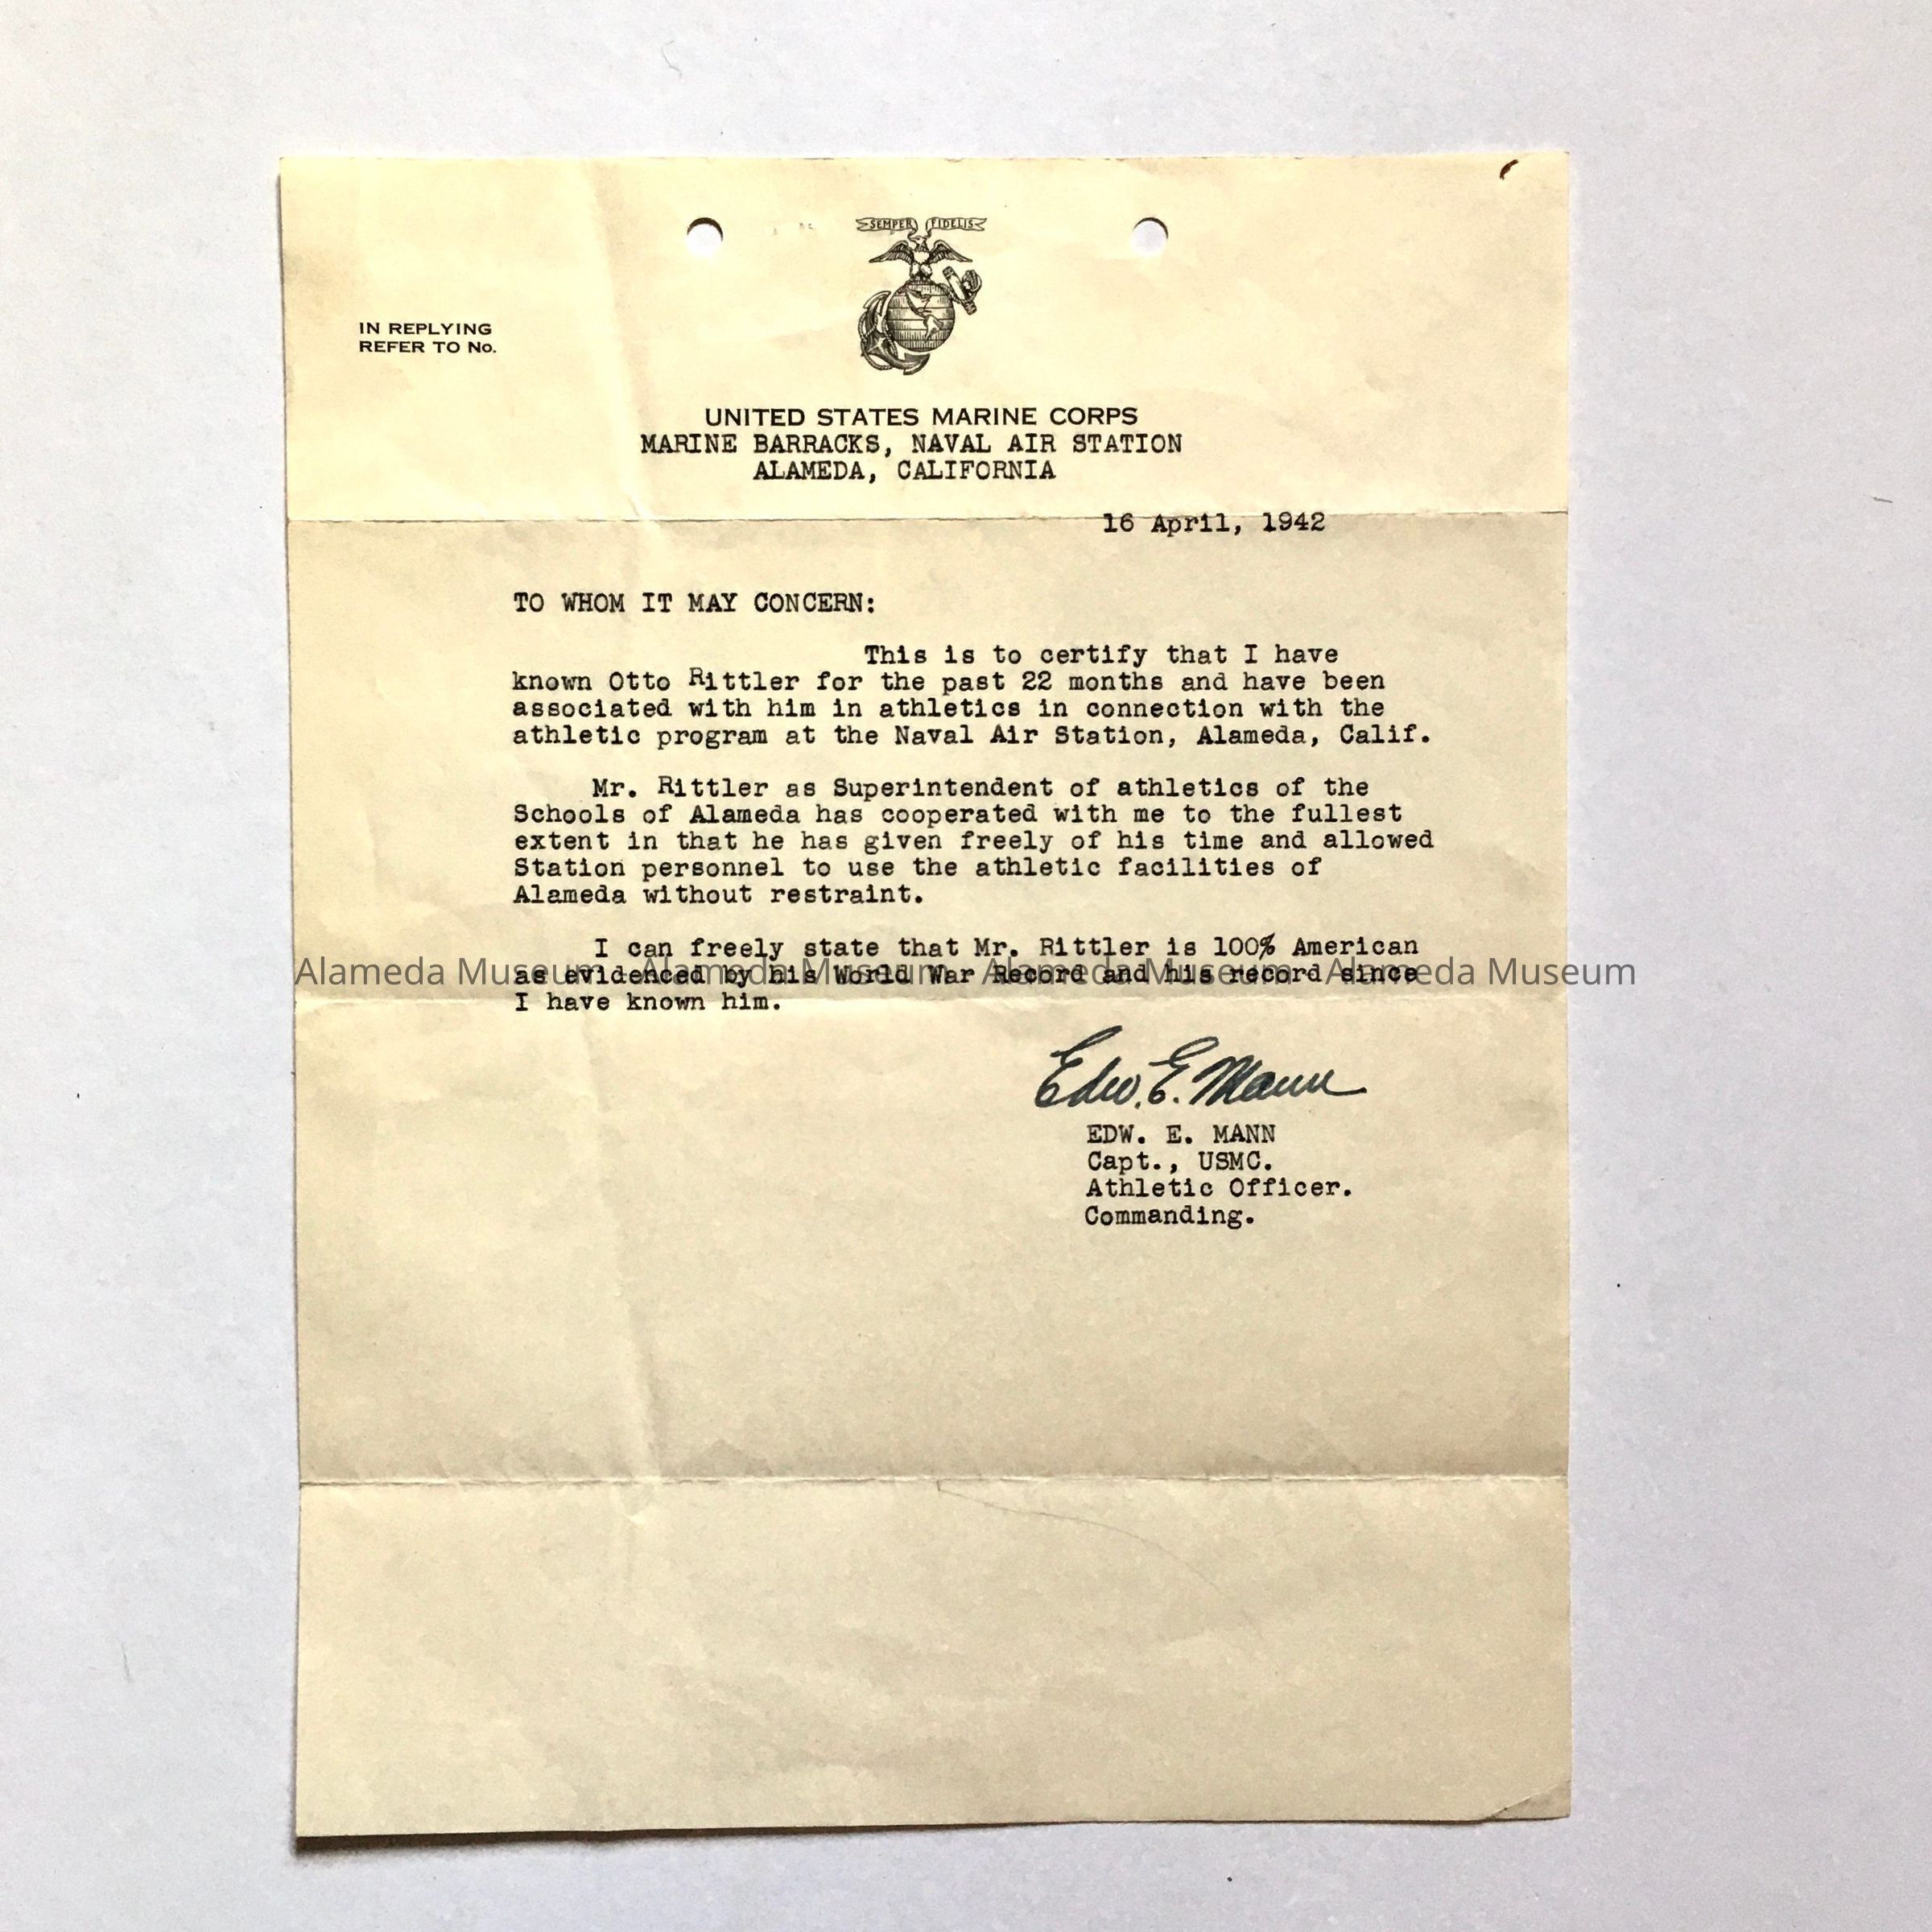 SEMPER FIDELIS
IN REPLYING
REFER TO No.
UNITED STATES MARINE CORPS
MARINE BARRACKS, NAVAL AIR STATION
ALAMEDA, CALIFORNIA
16 April, 1942
TO WHOM IT MAY CONCERN:
This is to certify that I have
known Otto Rittler for the past 22 months and have been
associated with him in athletics in connection with the
athletic program at the Naval Air Station, Alameda, Calif.
Mr. Rittler as Superintendent of athletics of the
Schools of Alameda has cooperated with me to the fullest
extent in that he has given freely of his time and allowed
Station personnel to use the athletic facilities of
Alameda without restraint.
I can freely state that Mr. Rittler is 100% American
as evidenced by his World War Record and his record since
I have known him.
Alameda Museum - Alameda Museum - Alameda Museum - Alameda Museum
Edw. E. Mann
EDW. E. MANN
Capt., USMC.
Athletic Officer.
Commanding.